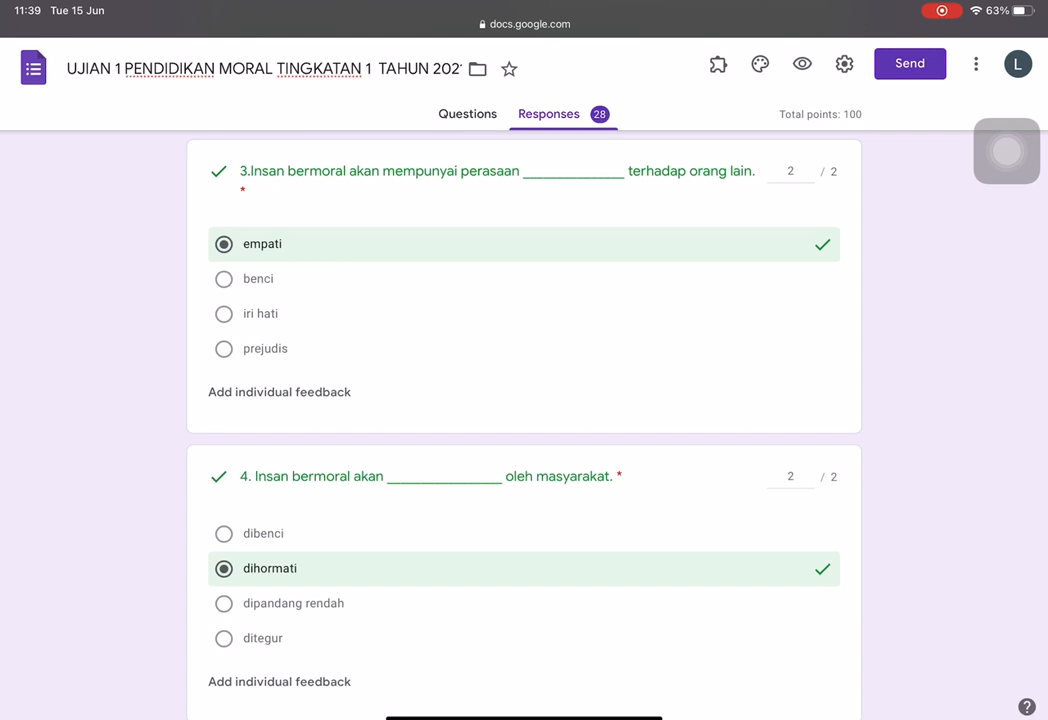 11:39 Tue 15 Jun
63%
docs.google.com
UJIAN 1 PENDIDIKAN MORAL TINGKATAN 1 TAHUN 202
Send
L
Questions Responses 28
Total points: 100
3.Insan bermoral akan mempunyai perasaan _______________ terhadap orang lain. 2 / 2
*
empati
benci
iri hati
prejudis
Add individual feedback
4. Insan bermoral akan _________________ oleh masyarakat. * 2 / 2
dibenci
dihormati
dipandang rendah
ditegur
Add individual feedback